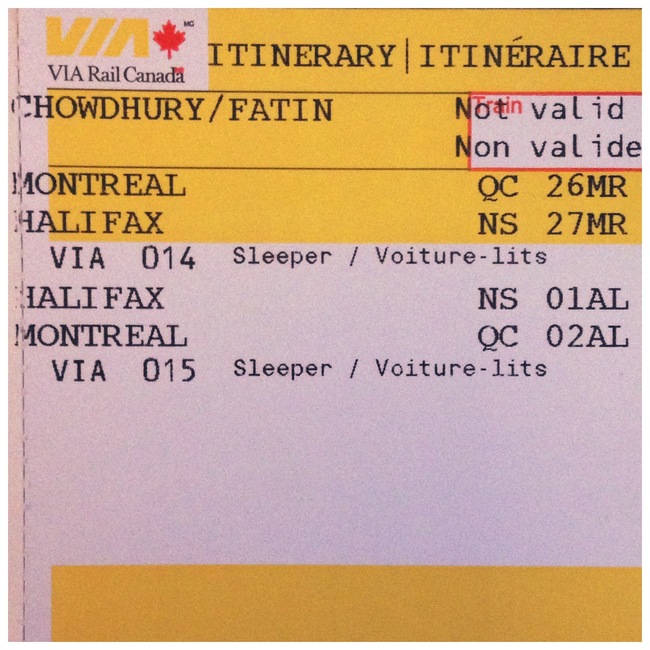 VIA MG
VIA Rail Canada
ITINERARY|ITINÉRAIRE
CHOWDHURY/FATIN Not valid
Train
Non valide
MONTREAL QC 26MR
HALIFAX NS 27MR
VIA 014 Sleeper / Voiture-lits
HALIFAX NS 01AL
MONTREAL QC 02AL
VIA 015 Sleeper / Voiture-lits